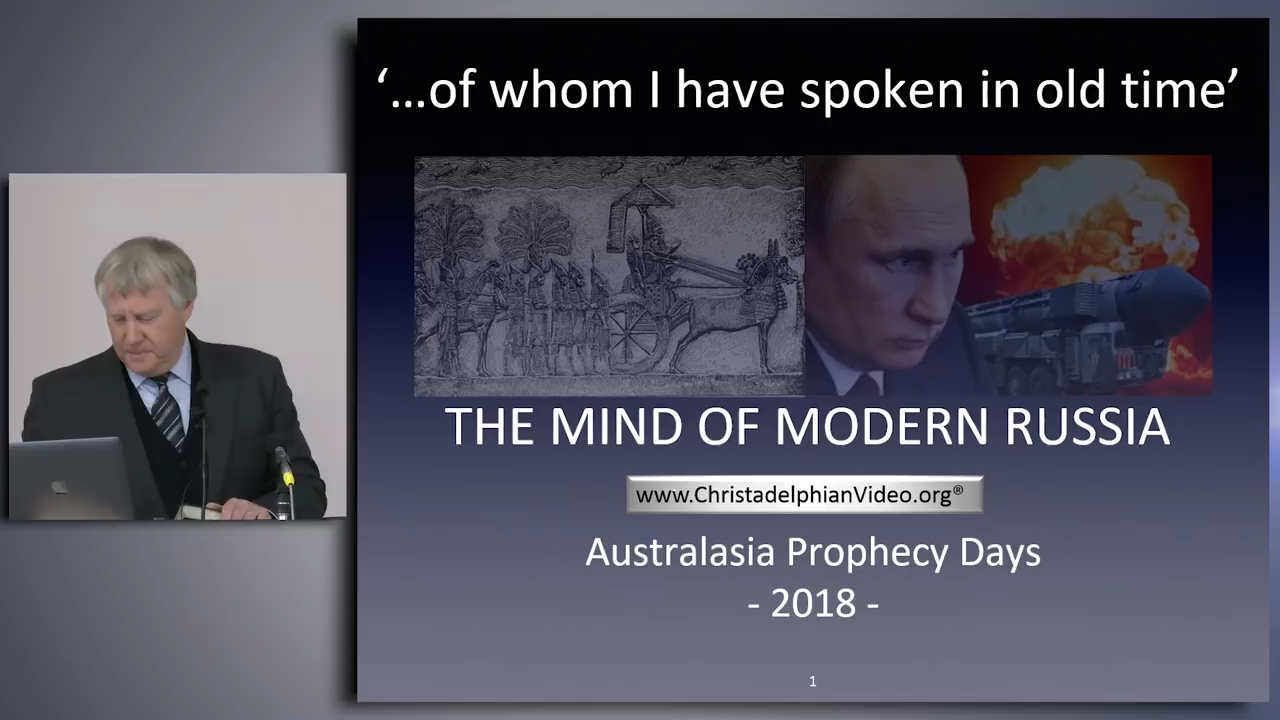 ‘...of whom I have spoken in old time’
THE MIND OF MODERN RUSSIA
www.ChristadelphianVideo.org®
Australasia Prophecy Days
- 2018 -
1